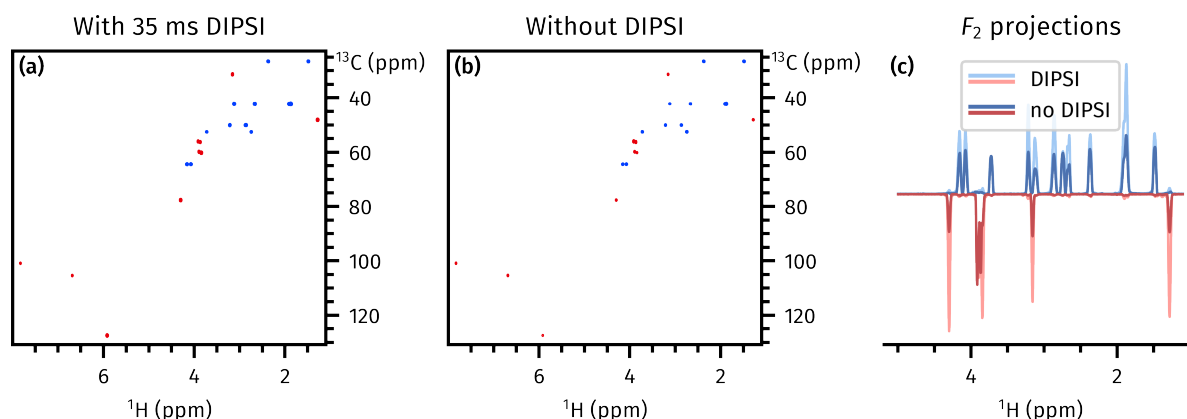 With 35 ms DIPSI
Without DIPSI
F2 projections
(a)
¹³C (ppm)
40
60
80
100
120
6
4
2
¹H (ppm)
(b)
¹³C (ppm)
40
60
80
100
120
6
4
2
¹H (ppm)
(c)
DIPSI
no DIPSI
4
2
¹H (ppm)